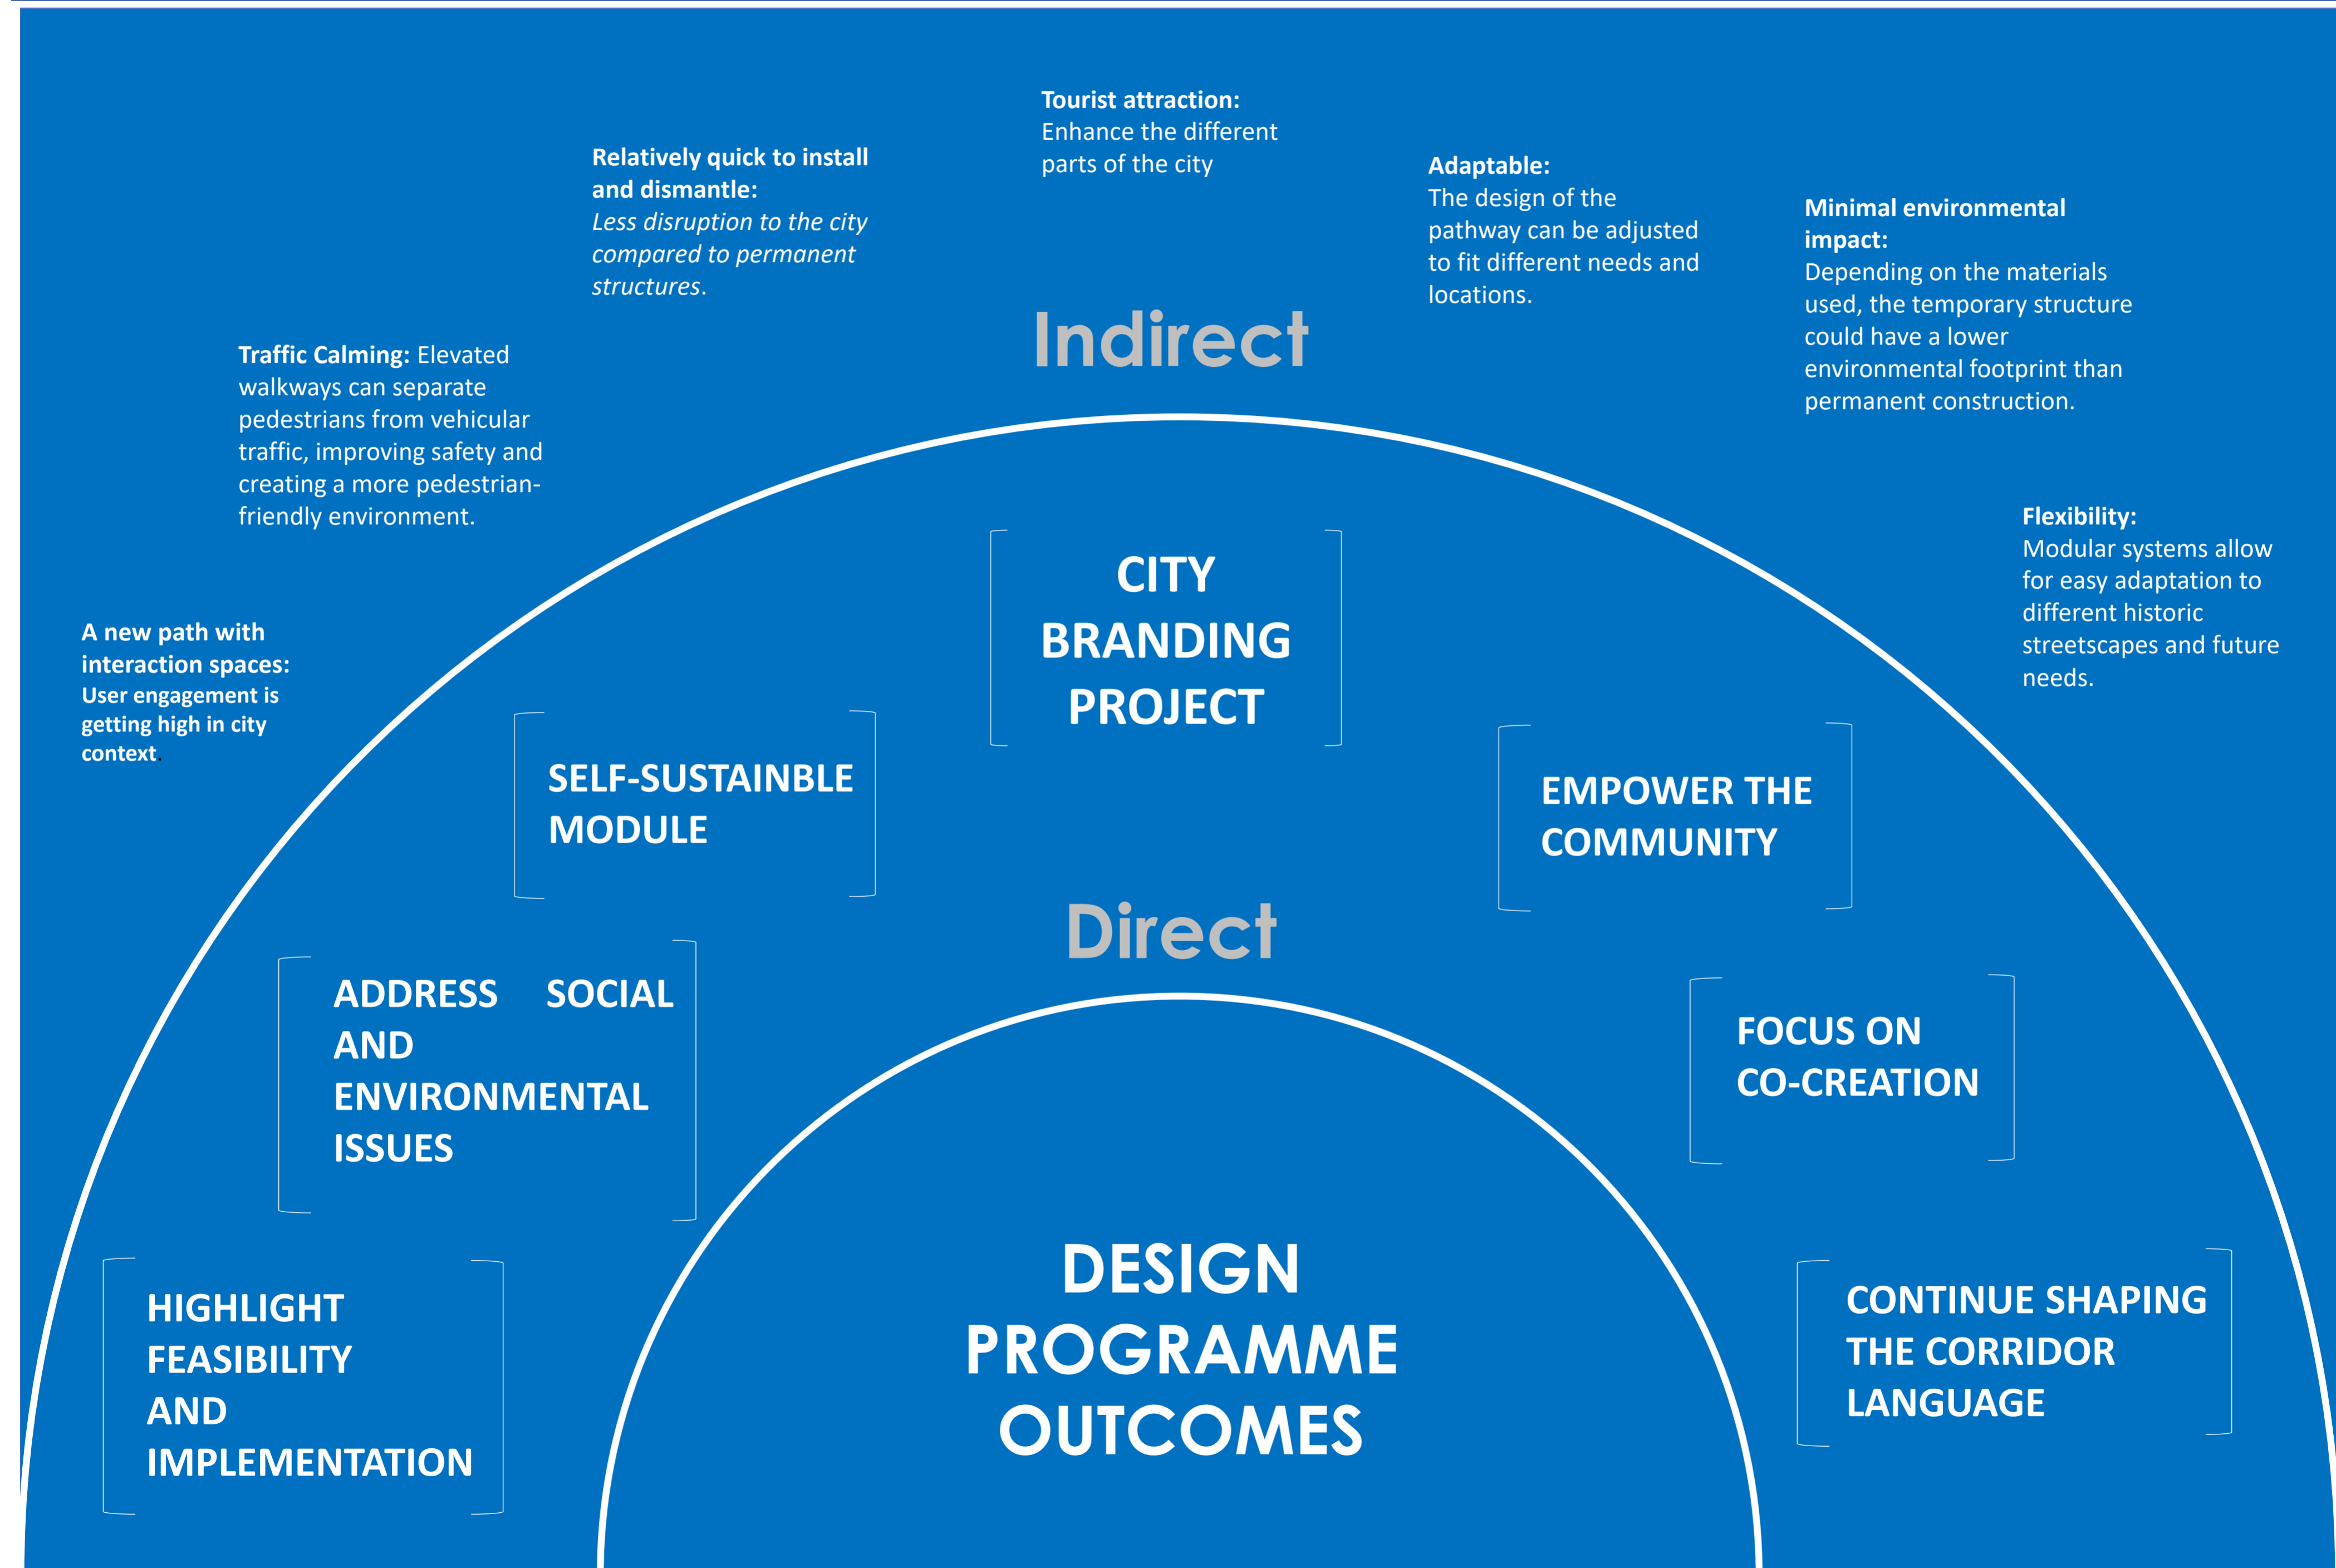 Tourist attraction:
Enhance the different
parts of the city
Relatively quick to install
and dismantle:
Less disruption to the city
compared to permanent
structures.
Adaptable:
The design of the
pathway can be adjusted
to fit different needs and
locations.
Minimal environmental
impact:
Depending on the materials
used, the temporary structure
could have a lower
environmental footprint than
permanent construction.
Indirect
Traffic Calming: Elevated
walkways can separate
pedestrians from vehicular
traffic, improving safety and
creating a more pedestrian-
friendly environment.
Flexibility:
Modular systems allow
for easy adaptation to
different historic
streetscapes and future
needs.
A new path with
interaction spaces:
User engagement is
getting high in city
context.
CITY
BRANDING
PROJECT
SELF-SUSTAINBLE
MODULE
EMPOWER THE
COMMUNITY
Direct
ADDRESS SOCIAL
AND
ENVIRONMENTAL
ISSUES
FOCUS ON
CO-CREATION
HIGHLIGHT
FEASIBILITY
AND
IMPLEMENTATION
DESIGN
PROGRAMME
OUTCOMES
CONTINUE SHAPING
THE CORRIDOR
LANGUAGE